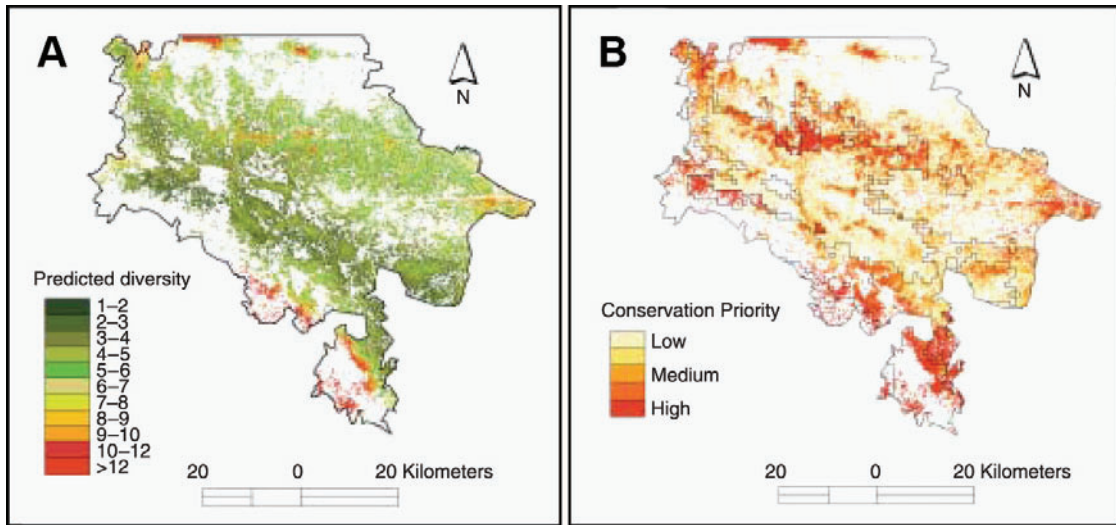 A
N
Predicted diversity
1–2
2–3
3–4
4–5
5–6
6–7
7–8
8–9
9–10
10–12
>12
20 0 20 Kilometers
B
N
Conservation Priority
Low
Medium
High
20 0 20 Kilometers